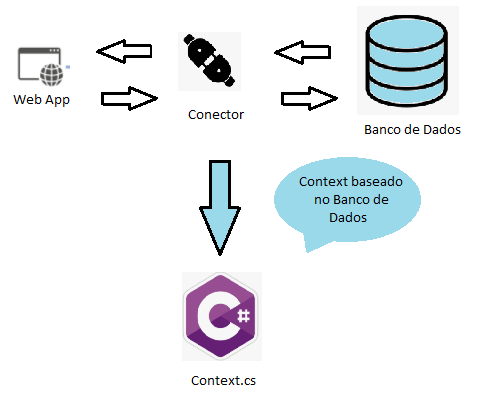 Web App
Conector
Banco de Dados
Context baseado
no Banco de
Dados
C#
Context.cs